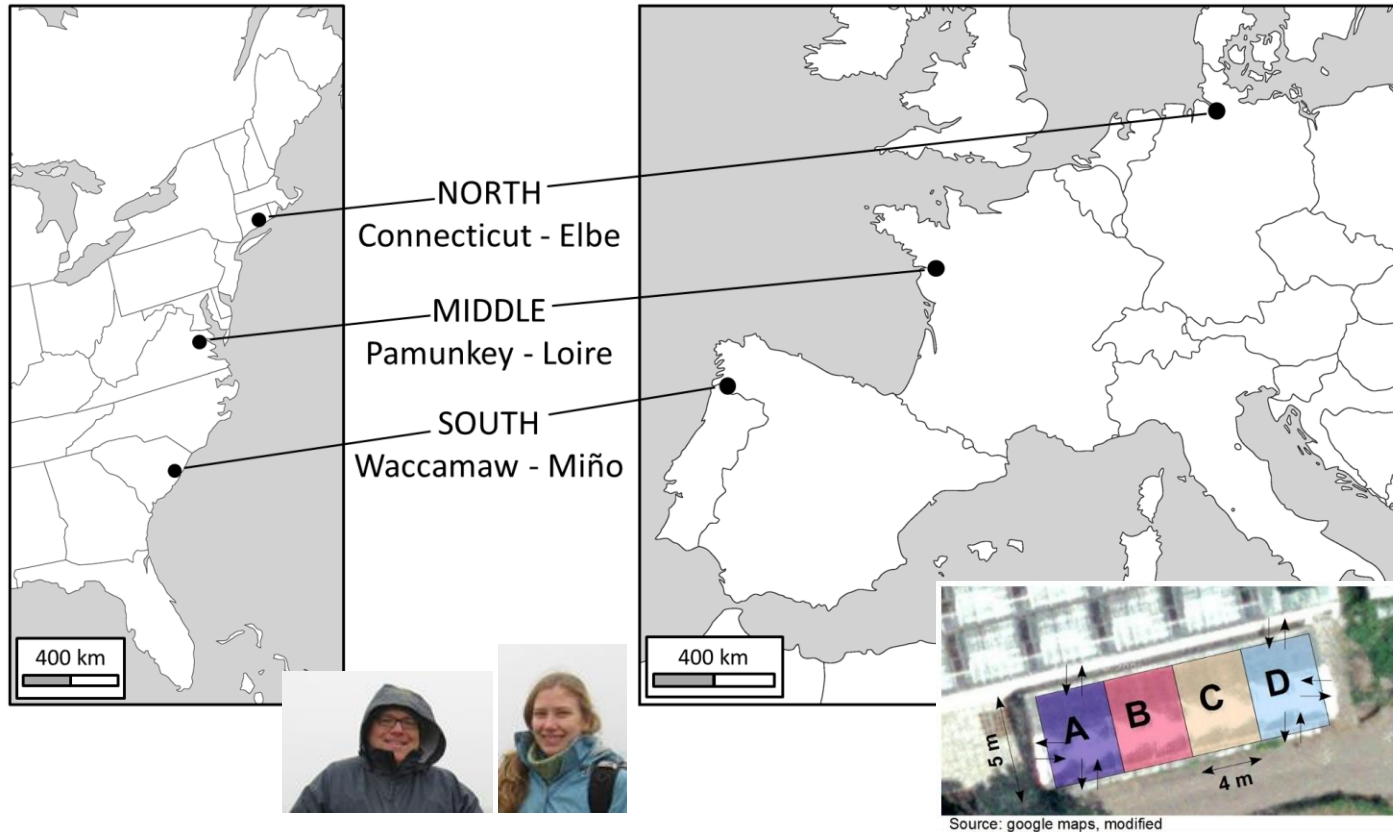 NORTH
Connecticut - Elbe
MIDDLE
Pamunkey - Loire
SOUTH
Waccamaw - Miño
400 km
400 km
A
B
C
D
5 m
4 m
Source: google maps, modified